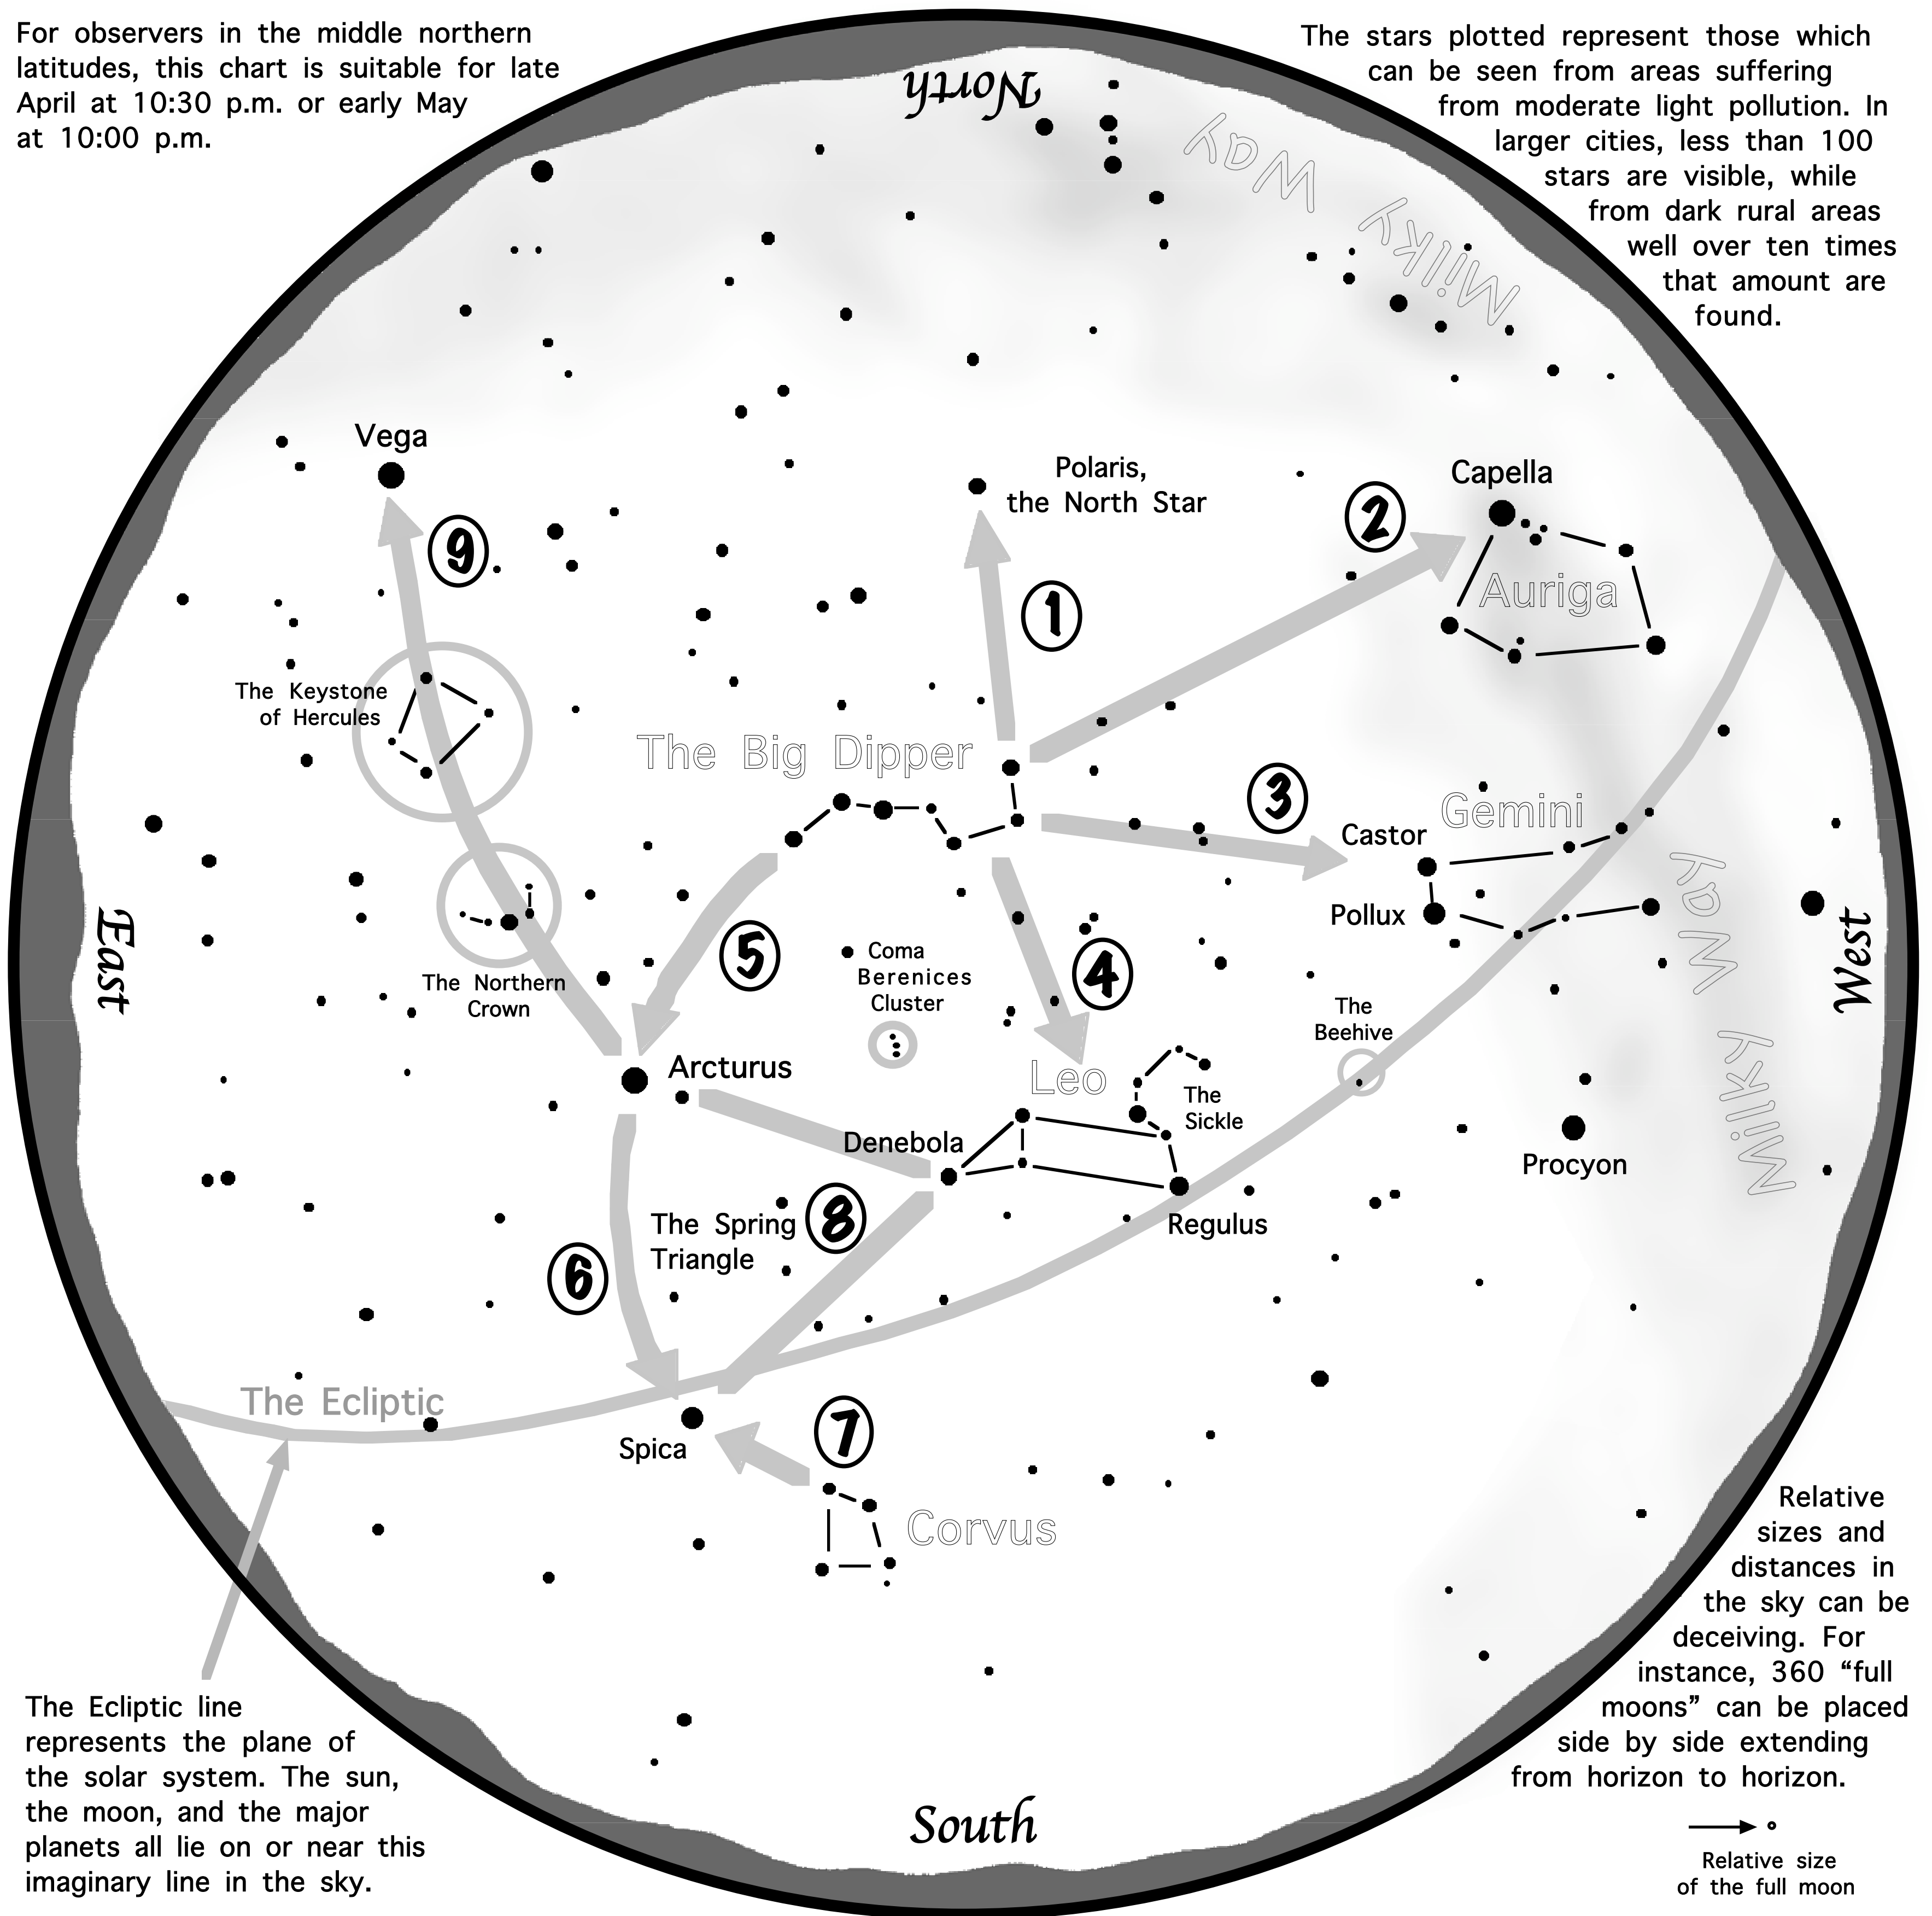 For observers in the middle northern
latitudes, this chart is suitable for late
April at 10:30 p.m. or early May
at 10:00 p.m.
The stars plotted represent those which
can be seen from areas suffering
from moderate light pollution. In
larger cities, less than 100
stars are visible, while
from dark rural areas
well over ten times
that amount are
found.
North
Milky Way
Vega
Polaris,
the North Star
Capella
2
9
1
Auriga
The Keystone
of Hercules
The Big Dipper
3
Gemini
Castor
Pollux
East
West
The Northern
Crown
5
Coma
Berenices
Cluster
4
The
Beehive
Milky Way
Arcturus
Leo
The
Sickle
Denebola
Procyon
Regulus
The Spring
Triangle
8
6
The Ecliptic
Spica
7
Corvus
Relative
sizes and
distances in
the sky can be
deceiving. For
instance, 360 “full
moons” can be placed
side by side extending
from horizon to horizon.
Relative size
of the full moon
The Ecliptic line
represents the plane of
the solar system. The sun,
the moon, and the major
planets all lie on or near this
imaginary line in the sky.
South